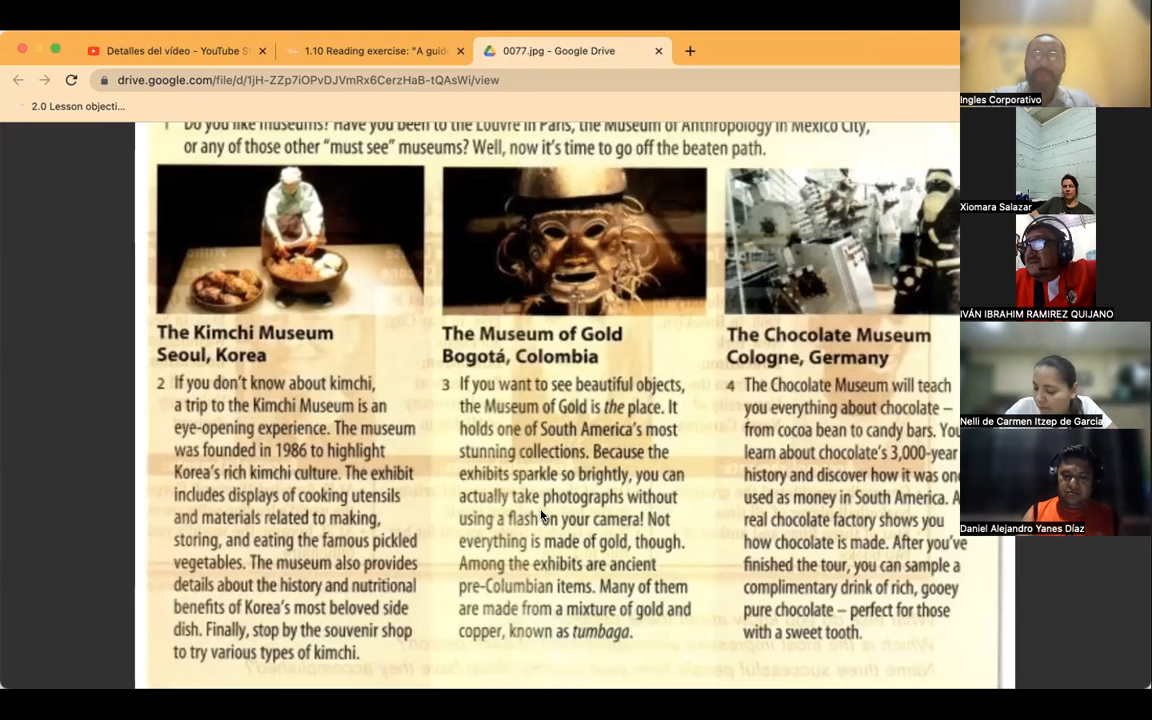 Detalles del vídeo - YouTube S
1.10 Reading exercise: "A guid
0077.jpg - Google Drive
drive.google.com/file/d/1jH-ZZp7iOPvDJVmRx6CerzHaB-tQAsWi/view
2.0 Lesson objecti...
1 Do you like museums? Have you been to the Louvre in Paris, the Museum of Anthropology in Mexico City,
or any of those other "must see" museums? Well, now it's time to go off the beaten path.
The Kimchi Museum
Seoul, Korea
2 If you don't know about kimchi,
a trip to the Kimchi Museum is an
eye-opening experience. The museum
was founded in 1986 to highlight
Korea's rich kimchi culture. The exhibit
includes displays of cooking utensils
and materials related to making,
storing, and eating the famous pickled
vegetables. The museum also provides
details about the history and nutritional
benefits of Korea's most beloved side
dish. Finally, stop by the souvenir shop
to try various types of kimchi.
The Museum of Gold
Bogotá, Colombia
3 If you want to see beautiful objects,
the Museum of Gold is the place. It
holds one of South America's most
stunning collections. Because the
exhibits sparkle so brightly, you can
actually take photographs without
using a flash on your camera! Not
everything is made of gold, though.
Among the exhibits are ancient
pre-Columbian items. Many of them
are made from a mixture of gold and
copper, known as tumbaga.
The Chocolate Museum
Cologne, Germany
4 The Chocolate Museum will teach
you everything about chocolate –
from cocoa bean to candy bars. You
learn about chocolate's 3,000-year
history and discover how it was on
used as money in South America. A
real chocolate factory shows you
how chocolate is made. After you've
finished the tour, you can sample a
complimentary drink of rich, gooey
pure chocolate – perfect for those
with a sweet tooth.
Ingles Corporativo
Xiomara Salazar
IVÁN IBRAHIM RAMIREZ QUIJANO
Nelli de Carmen Itzep de Garcia
Daniel Alejandro Yanes Díaz